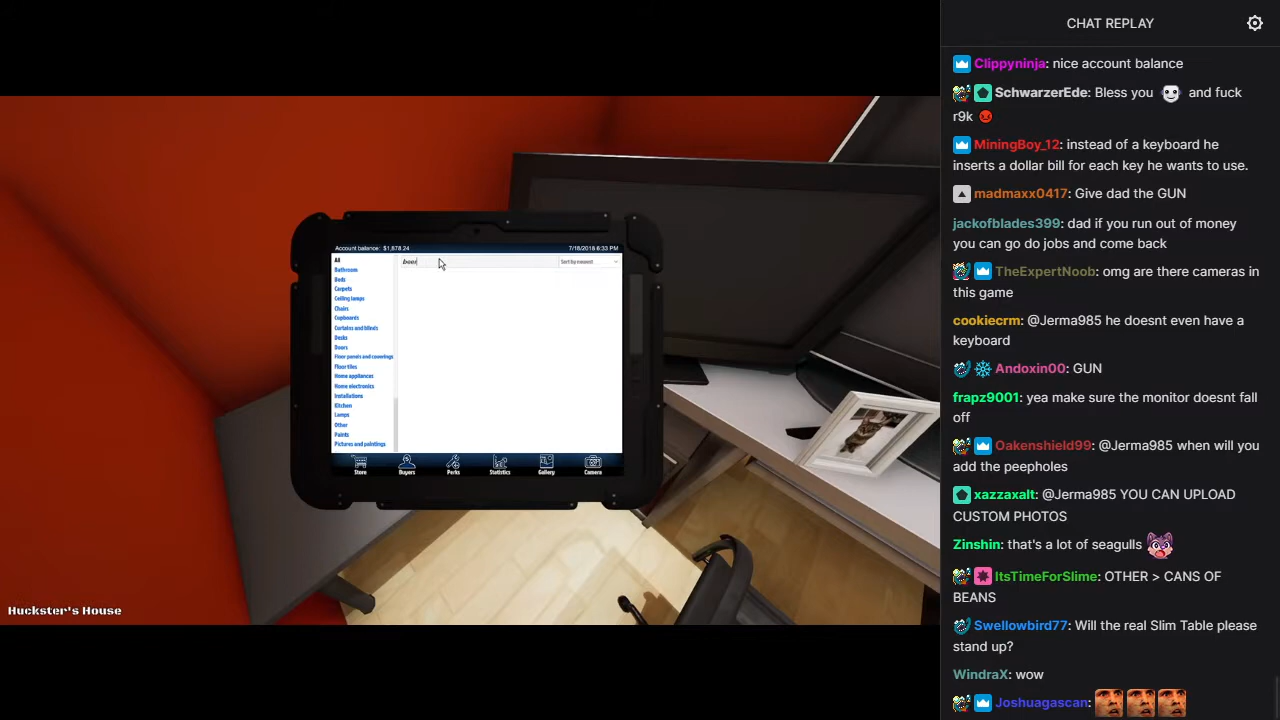 CHAT REPLAY
Clippyninja: nice account balance
SchwarzerEde: Bless you and fuck
r9k
MiningBoy_12: instead of a keyboard he
inserts a dollar bill for each key he wants to use.
madmaxx0417: Give dad the GUN
jackofblades399: dad if you run out of money
you can go do jobs and come back
TheExpertNoob: omg are there cameras in
this game
cookiecrm: @Jerma985 he doesnt even have a
keyboard
Andoxin00: GUN
frapz9001: yer make sure the monitor doesnt fall
off
Oakenshield99: @Jerma985 when will you
add the peepholes
xazzaxalt: @Jerma985 YOU CAN UPLOAD
CUSTOM PHOTOS
Zinshin: that's a lot of seagulls
ItsTimeForSlime: OTHER > CANS OF
BEANS
Swellowbird77: Will the real Slim Table please
stand up?
WindraX: wow
Joshuagascan:
Account balance: $1,678.24
7/18/2018 6:33 PM
All
Bathroom
Beds
Carpets
Ceiling lamps
Chairs
Cupboards
Curtains and blinds
Desks
Doors
Floor panels and coverings
Floor tiles
Home appliances
Home electronics
Installations
Kitchen
Lamps
Other
Paints
Pictures and paintings
Sort by newest
Store
Buyers
Perks
Statistics
Gallery
Camera
Huckster's House